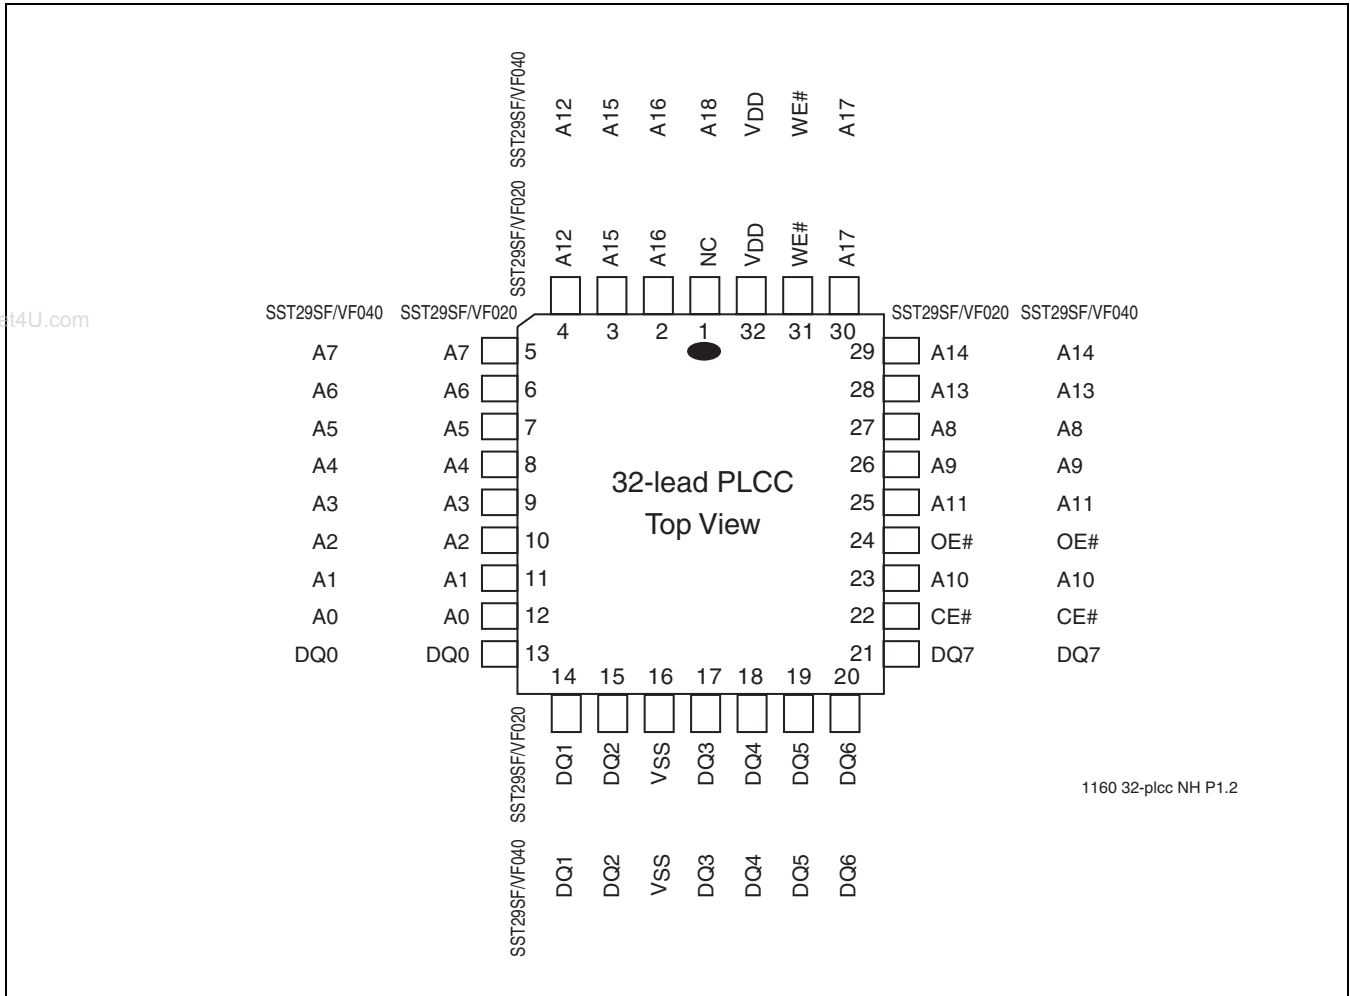 SST29SF/VF040 A12 A15 A16 A18 VDD WE# A17
SST29SF/VF020 A12 A15 A16 NC VDD WE# A17
SST29SF/VF040 SST29SF/VF020 SST29SF/VF020 SST29SF/VF040
4 3 2 1 32 31 30
A7 A7 5 29 A14 A14
A6 A6 6 28 A13 A13
A5 A5 7 27 A8 A8
A4 A4 8 26 A9 A9
A3 A3 9 25 A11 A11
A2 A2 10 24 OE# OE#
A1 A1 11 23 A10 A10
A0 A0 12 22 CE# CE#
DQ0 DQ0 13 21 DQ7 DQ7
32-lead PLCC
Top View
14 15 16 17 18 19 20
SST29SF/VF020 DQ1 DQ2 VSS DQ3 DQ4 DQ5 DQ6
SST29SF/VF040 DQ1 DQ2 VSS DQ3 DQ4 DQ5 DQ6
1160 32-plcc NH P1.2
et4U.com